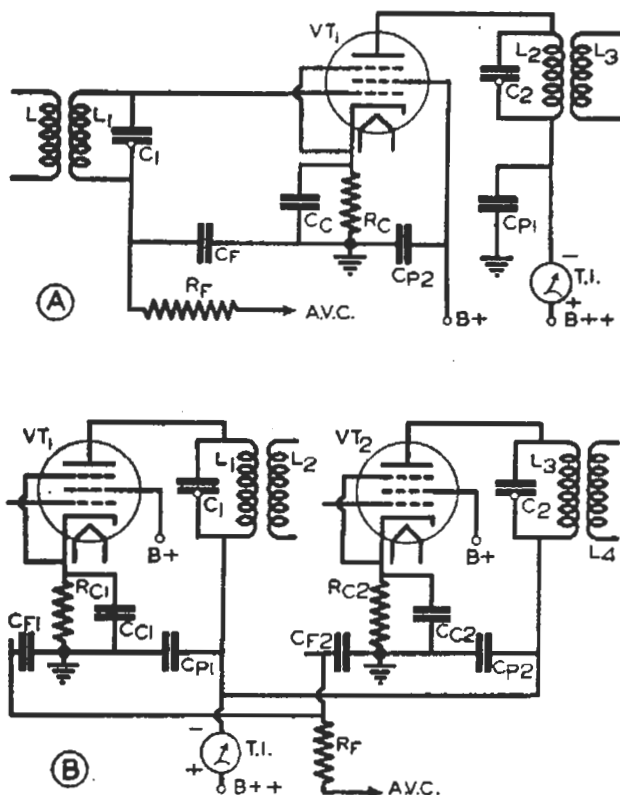 VT1
L
L1
C1
L2
L3
C2
CC
RC
CF
CP2
CP1
RF
A.V.C.
A
B+
-
T.I.
+
B++
VT1
L1
L2
C1
B+
RC1
CF1
CC1
CP1
VT2
L3
C2
L4
B+
RC2
CF2
CC2
CP2
-
T.I.
+
B++
RF
A.V.C.
B